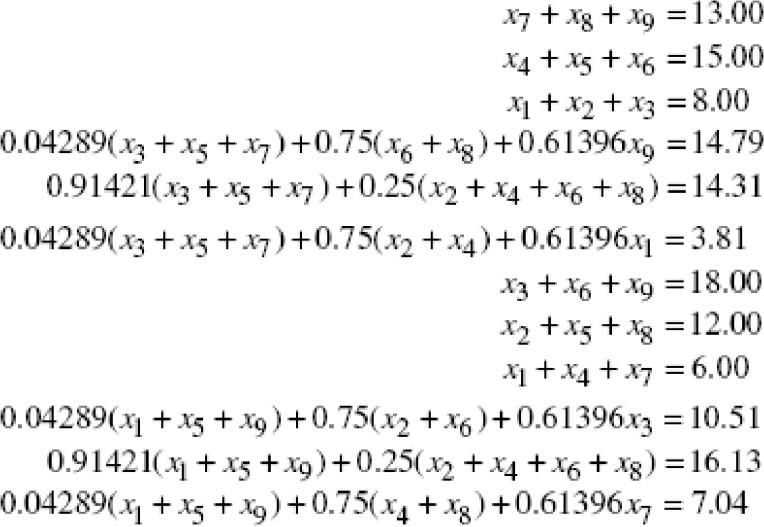 x₇ + x₈ + x₉ = 13.00
x₄ + x₅ + x₆ = 15.00
x₁ + x₂ + x₃ = 8.00
0.04289(x₃ + x₅ + x₇) + 0.75(x₆ + x₈) + 0.61396x₉ = 14.79
0.91421(x₃ + x₅ + x₇) + 0.25(x₂ + x₄ + x₆ + x₈) = 14.31
0.04289(x₃ + x₅ + x₇) + 0.75(x₂ + x₄) + 0.61396x₁ = 3.81
x₃ + x₆ + x₉ = 18.00
x₂ + x₅ + x₈ = 12.00
x₁ + x₄ + x₇ = 6.00
0.04289(x₁ + x₅ + x₉) + 0.75(x₂ + x₆) + 0.61396x₃ = 10.51
0.91421(x₁ + x₅ + x₉) + 0.25(x₂ + x₄ + x₆ + x₈) = 16.13
0.04289(x₁ + x₅ + x₉) + 0.75(x₄ + x₈) + 0.61396x₇ = 7.04